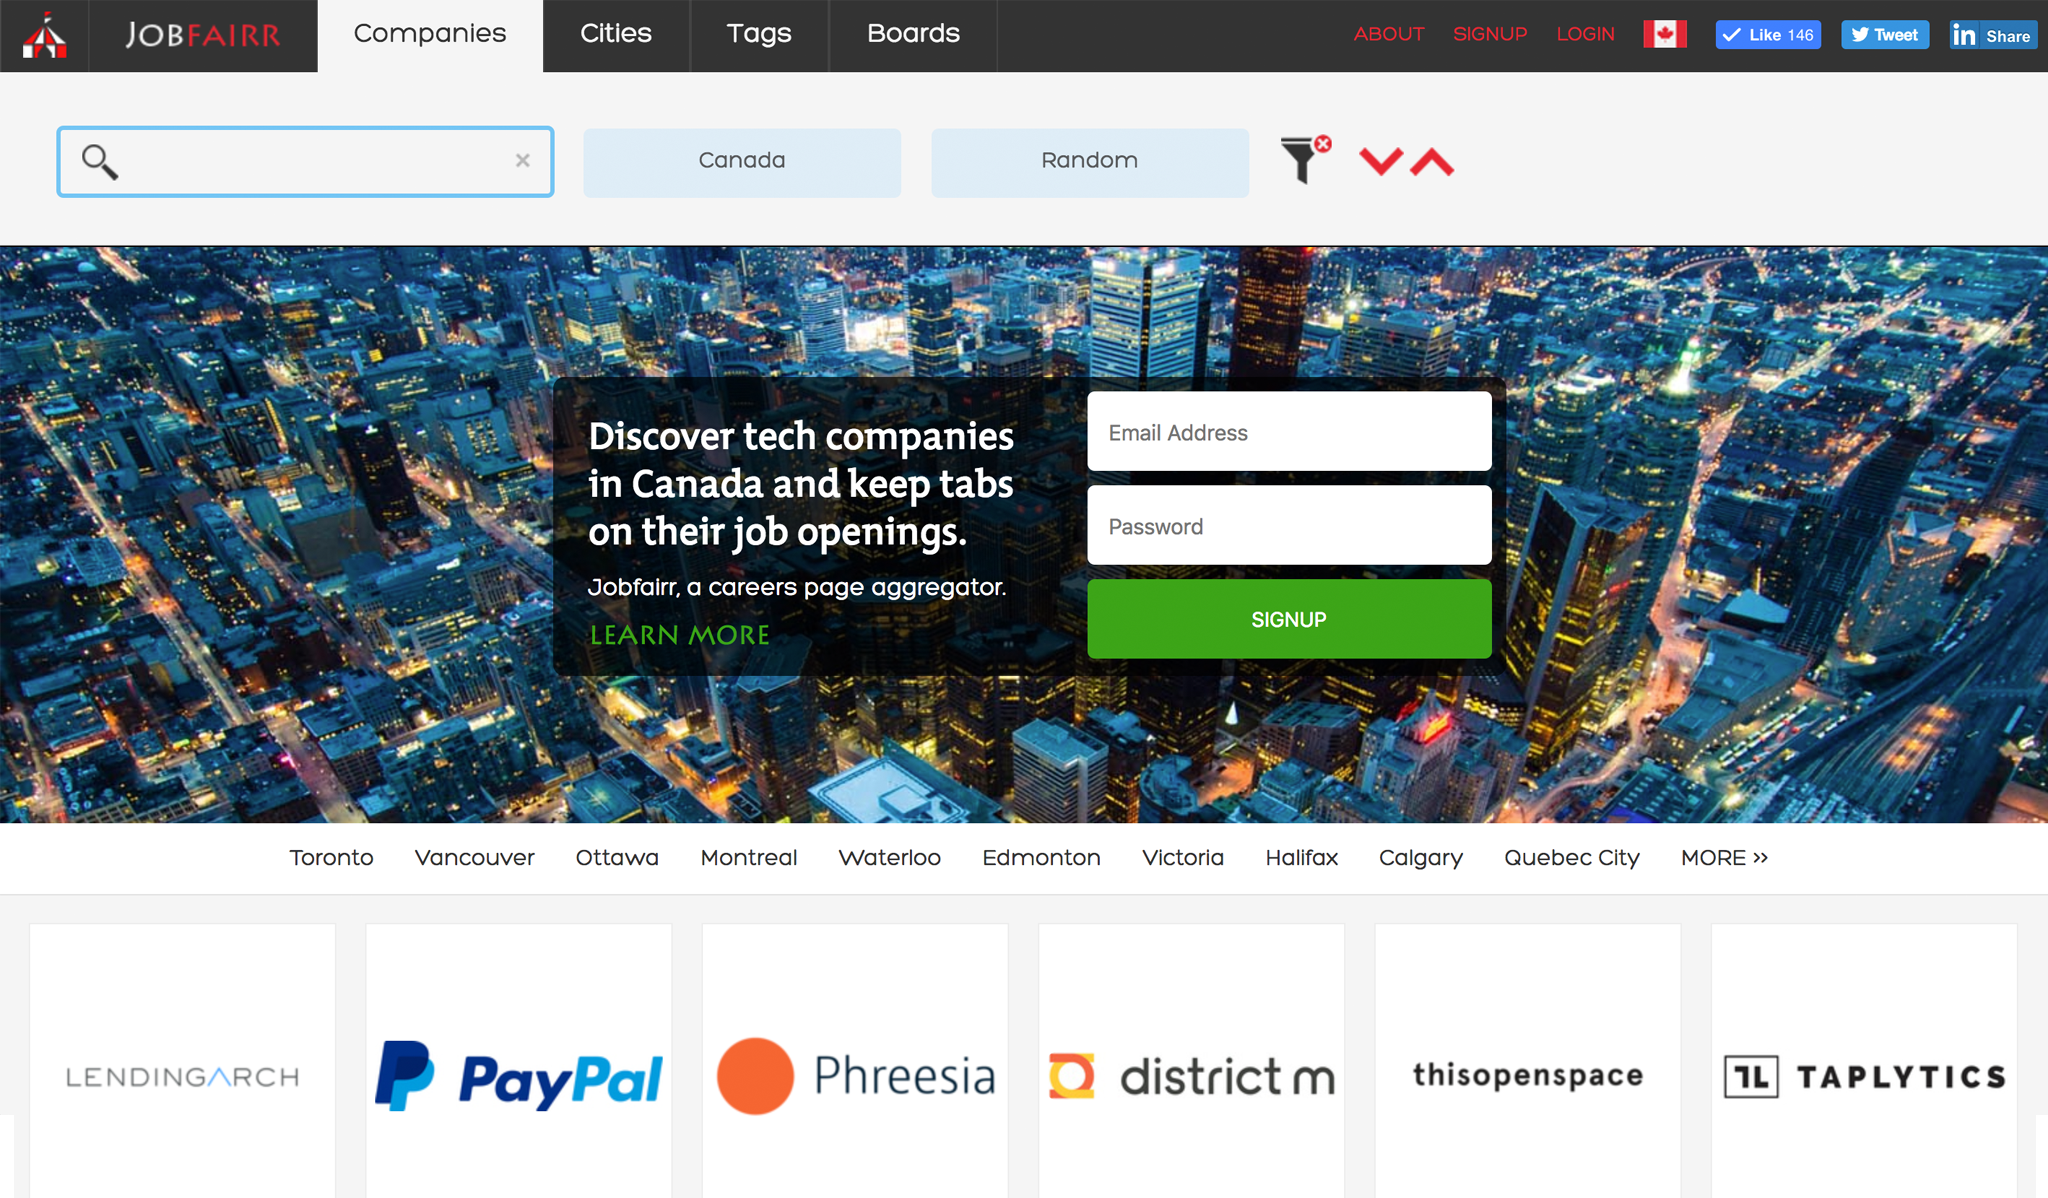 JOBFAIRR
Companies
Cities
Tags
Boards
ABOUT
SIGNUP
LOGIN
Like 146
Tweet
in Share
Canada
Random
Discover tech companies
in Canada and keep tabs
on their job openings.
Jobfairr, a careers page aggregator.
LEARN MORE
Email Address
Password
SIGNUP
Toronto
Vancouver
Ottawa
Montreal
Waterloo
Edmonton
Victoria
Halifax
Calgary
Quebec City
MORE >>
LENDINGARCH
PayPal
Phreesia
district m
thisopenspace
TL TAPLYTICS